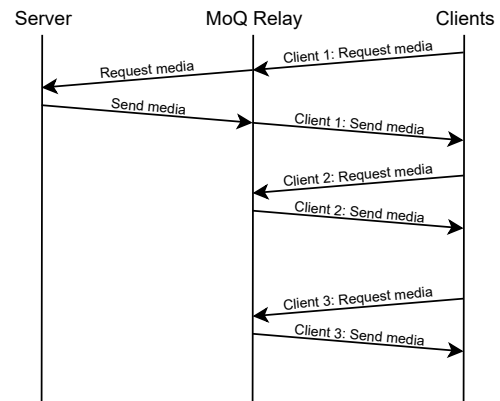 Server
MoQ Relay
Clients
Client 1: Request media
Request media
Send media
Client 1: Send media
Client 2: Request media
Client 2: Send media
Client 3: Request media
Client 3: Send media